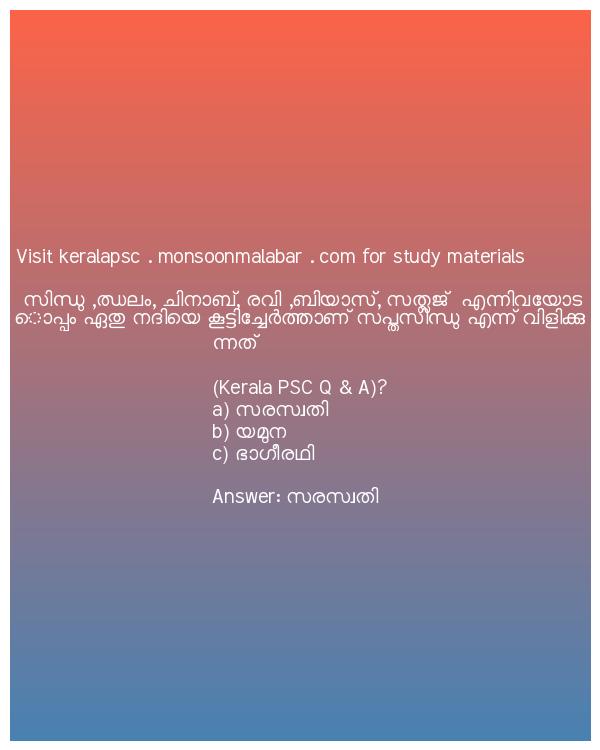 Visit keralapsc . monsoonmalabar . com for study materials
സിന്ധു ,ഝലം, ചിനാബ്, രവി ,ബിയാസ്, സത്ലജ് എന്നിവയോട
ൊപ്പം ഏതു നദിയെ കൂട്ടിച്ചേർത്താണ് സപ്തസിന്ധു എന്ന് വിളിക്കു
ന്നത്
(Kerala PSC Q & A)?
a) സരസ്വതി
b) യമുന
c) ഭാഗീരഥി
Answer: സരസ്വതി